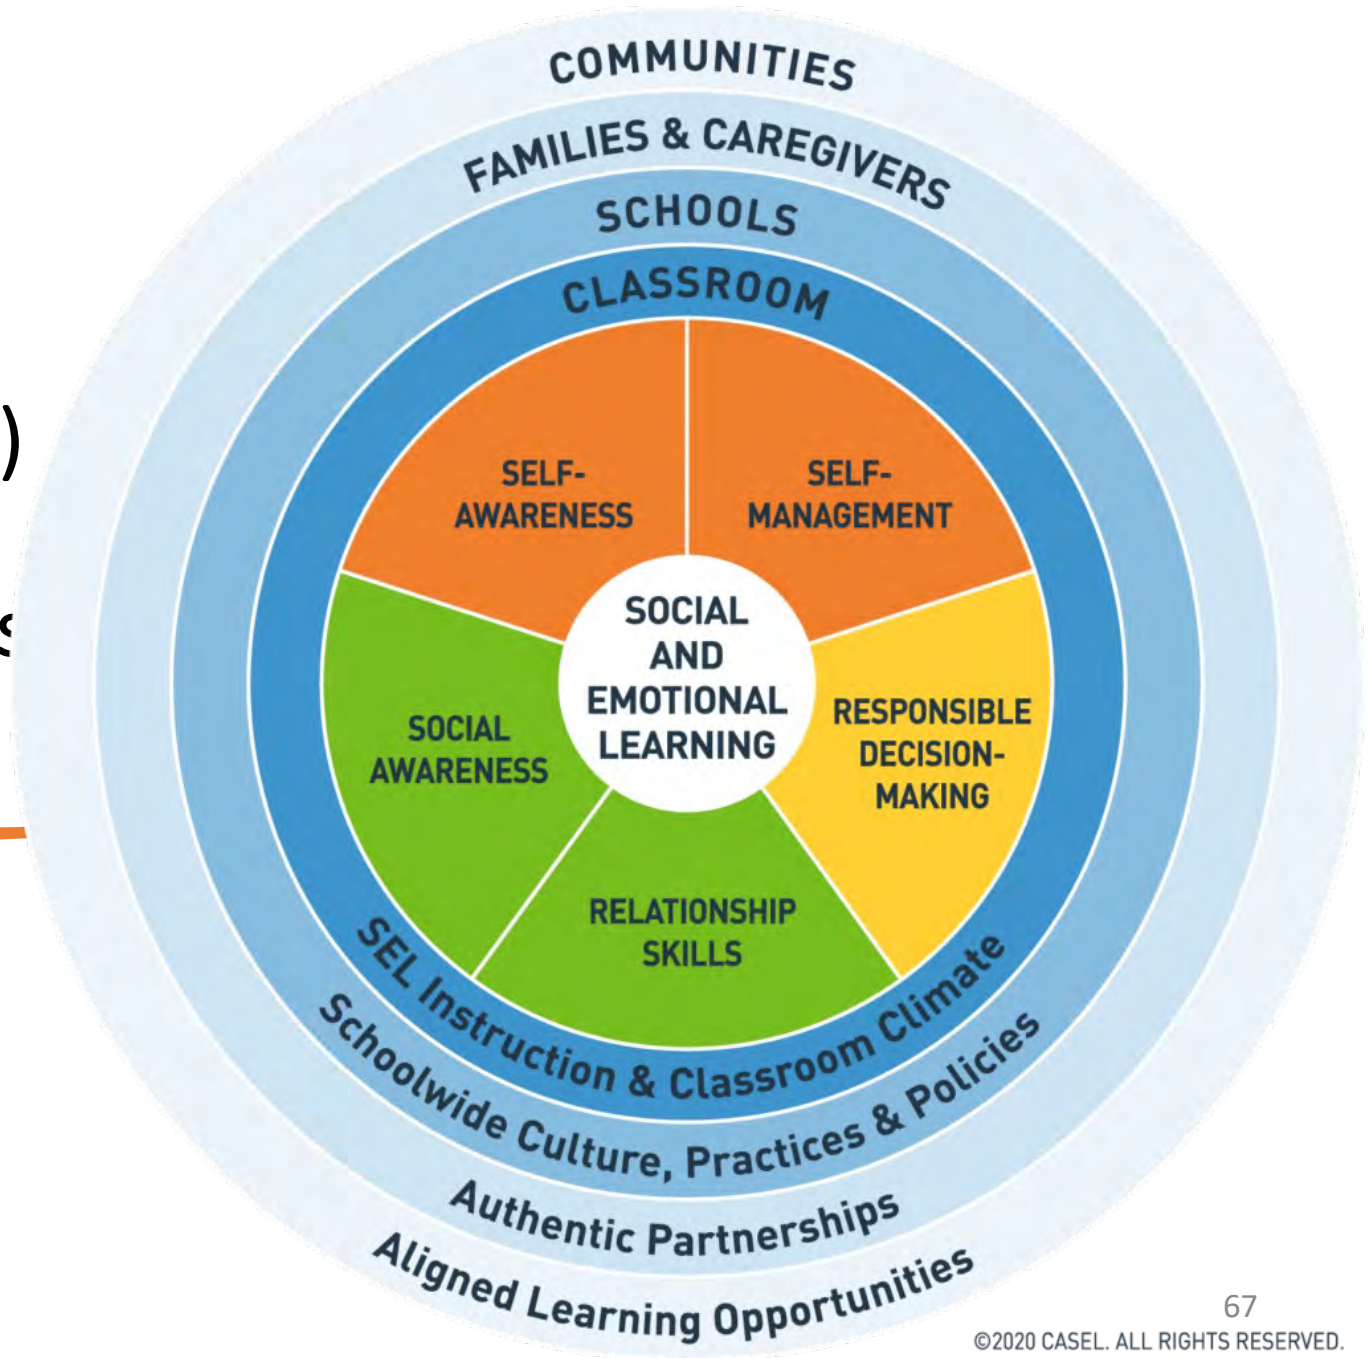 COMMUNITIES
FAMILIES & CAREGIVERS
SCHOOLS
CLASSROOM
SELF-
AWARENESS
SELF-
MANAGEMENT
)
s
SOCIAL
AND
EMOTIONAL
LEARNING
SOCIAL
AWARENESS
RESPONSIBLE
DECISION-
MAKING
RELATIONSHIP
SKILLS
SEL Instruction & Classroom Climate
Schoolwide Culture, Practices & Policies
Authentic Partnerships
Aligned Learning Opportunities
67
©2020 CASEL. ALL RIGHTS RESERVED.